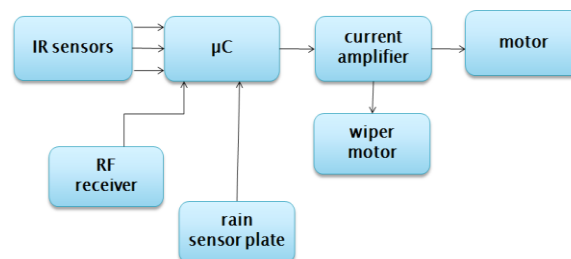 IR sensors
μC
current
amplifier
motor
wiper
motor
RF
receiver
rain
sensor plate